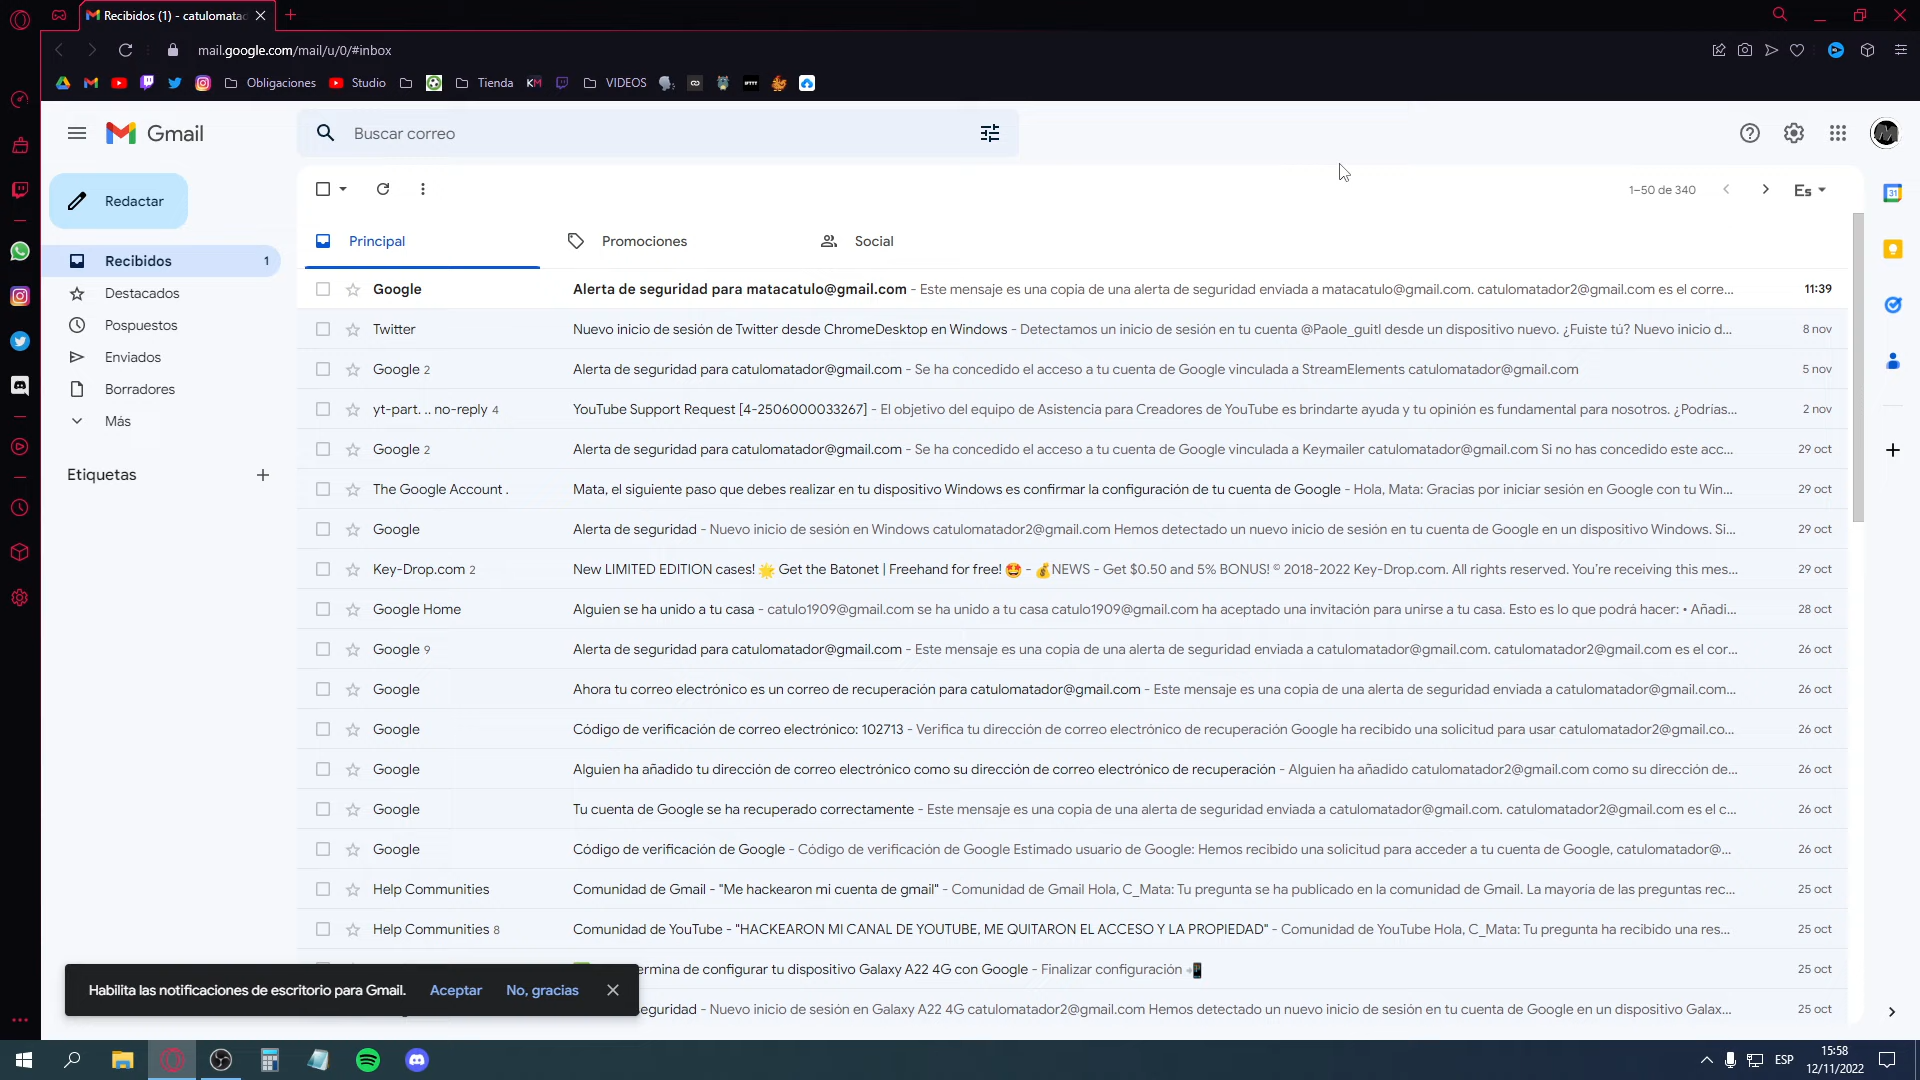 Recibidos (1) - catulomatad
mail.google.com/mail/u/0/#inbox
Obligaciones
Studio
Tienda
KM
VIDEOS
IFTTT
Gmail
Buscar correo
Redactar
1–50 de 340
Es
Principal
Promociones
Social
Recibidos 1
Destacados
Pospuestos
Enviados
Borradores
Más
Etiquetas
Google Alerta de seguridad para matacatulo@gmail.com - Este mensaje es una copia de una alerta de seguridad enviada a matacatulo@gmail.com. catulomatador2@gmail.com es el corre... 11:39
Twitter Nuevo inicio de sesión de Twitter desde ChromeDesktop en Windows - Detectamos un inicio de sesión en tu cuenta @Paole_guitl desde un dispositivo nuevo. ¿Fuiste tú? Nuevo inicio d... 8 nov
Google 2 Alerta de seguridad para catulomatador@gmail.com - Se ha concedido el acceso a tu cuenta de Google vinculada a StreamElements catulomatador@gmail.com 5 nov
yt-part. .. no-reply 4 YouTube Support Request [4-2506000033267] - El objetivo del equipo de Asistencia para Creadores de YouTube es brindarte ayuda y tu opinión es fundamental para nosotros. ¿Podrías... 2 nov
Google 2 Alerta de seguridad para catulomatador@gmail.com - Se ha concedido el acceso a tu cuenta de Google vinculada a Keymailer catulomatador@gmail.com Si no has concedido este acc... 29 oct
The Google Account . Mata, el siguiente paso que debes realizar en tu dispositivo Windows es confirmar la configuración de tu cuenta de Google - Hola, Mata: Gracias por iniciar sesión en Google con tu Win... 29 oct
Google Alerta de seguridad - Nuevo inicio de sesión en Windows catulomatador2@gmail.com Hemos detectado un nuevo inicio de sesión en tu cuenta de Google en un dispositivo Windows. Si... 29 oct
Key-Drop.com 2 New LIMITED EDITION cases! 🌟 Get the Batonet | Freehand for free! 🤩 - 💰NEWS - Get $0.50 and 5% BONUS! © 2018-2022 Key-Drop.com. All rights reserved. You're receiving this mes... 29 oct
Google Home Alguien se ha unido a tu casa - catulo1909@gmail.com se ha unido a tu casa catulo1909@gmail.com ha aceptado una invitación para unirse a tu casa. Esto es lo que podrá hacer: • Añadi... 28 oct
Google 9 Alerta de seguridad para catulomatador@gmail.com - Este mensaje es una copia de una alerta de seguridad enviada a catulomatador@gmail.com. catulomatador2@gmail.com es el cor... 26 oct
Google Ahora tu correo electrónico es un correo de recuperación para catulomatador@gmail.com - Este mensaje es una copia de una alerta de seguridad enviada a catulomatador@gmail.com... 26 oct
Google Código de verificación de correo electrónico: 102713 - Verifica tu dirección de correo electrónico de recuperación Google ha recibido una solicitud para usar catulomatador2@gmail.co... 26 oct
Google Alguien ha añadido tu dirección de correo electrónico como su dirección de correo electrónico de recuperación - Alguien ha añadido catulomatador2@gmail.com como su dirección de... 26 oct
Google Tu cuenta de Google se ha recuperado correctamente - Este mensaje es una copia de una alerta de seguridad enviada a catulomatador@gmail.com. catulomatador2@gmail.com es el c... 26 oct
Google Código de verificación de Google - Código de verificación de Google Estimado usuario de Google: Hemos recibido una solicitud para acceder a tu cuenta de Google, catulomatador@... 26 oct
Help Communities Comunidad de Gmail - "Me hackearon mi cuenta de gmail" - Comunidad de Gmail Hola, C_Mata: Tu pregunta se ha publicado en la comunidad de Gmail. La mayoría de las preguntas rec... 25 oct
Help Communities 8 Comunidad de YouTube - "HACKEARON MI CANAL DE YOUTUBE, ME QUITARON EL ACCESO Y LA PROPIEDAD" - Comunidad de YouTube Hola, C_Mata: Tu pregunta ha recibido una res... 25 oct
ermina de configurar tu dispositivo Galaxy A22 4G con Google - Finalizar configuración 📲 25 oct
eguridad - Nuevo inicio de sesión en Galaxy A22 4G catulomatador2@gmail.com Hemos detectado un nuevo inicio de sesión en tu cuenta de Google en un dispositivo Galax... 25 oct
Habilita las notificaciones de escritorio para Gmail. Aceptar No, gracias
ESP
15:58
12/11/2022